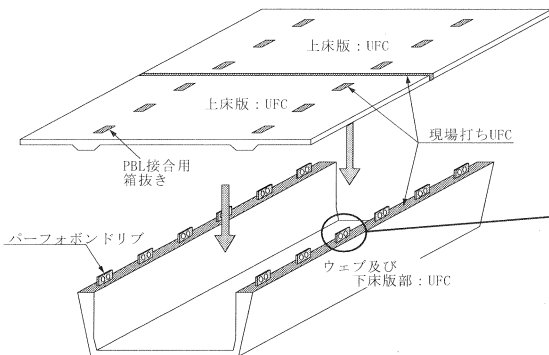 上床版：UFC
上床版：UFC
現場打ちUFC
PBL接合用
箱抜き
パーフォボンドリブ
ウェブ及び
下床版部：UFC